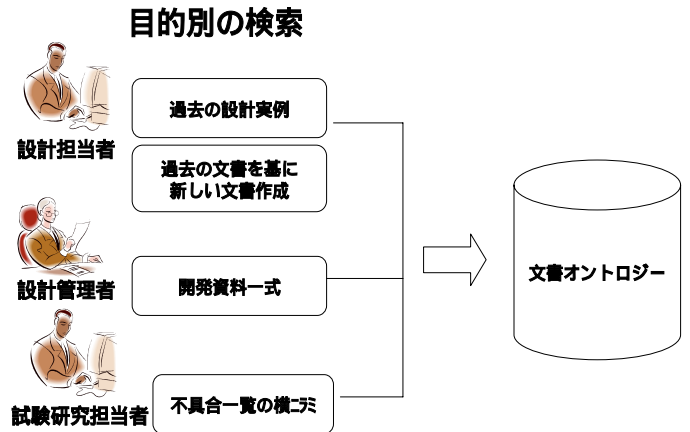 目的別の検索
過去の設計実例
設計担当者
過去の文書を基に
新しい文書作成
設計管理者
開発資料一式
文書オントロジー
試験研究担当者
不具合一覧の横ニラミ